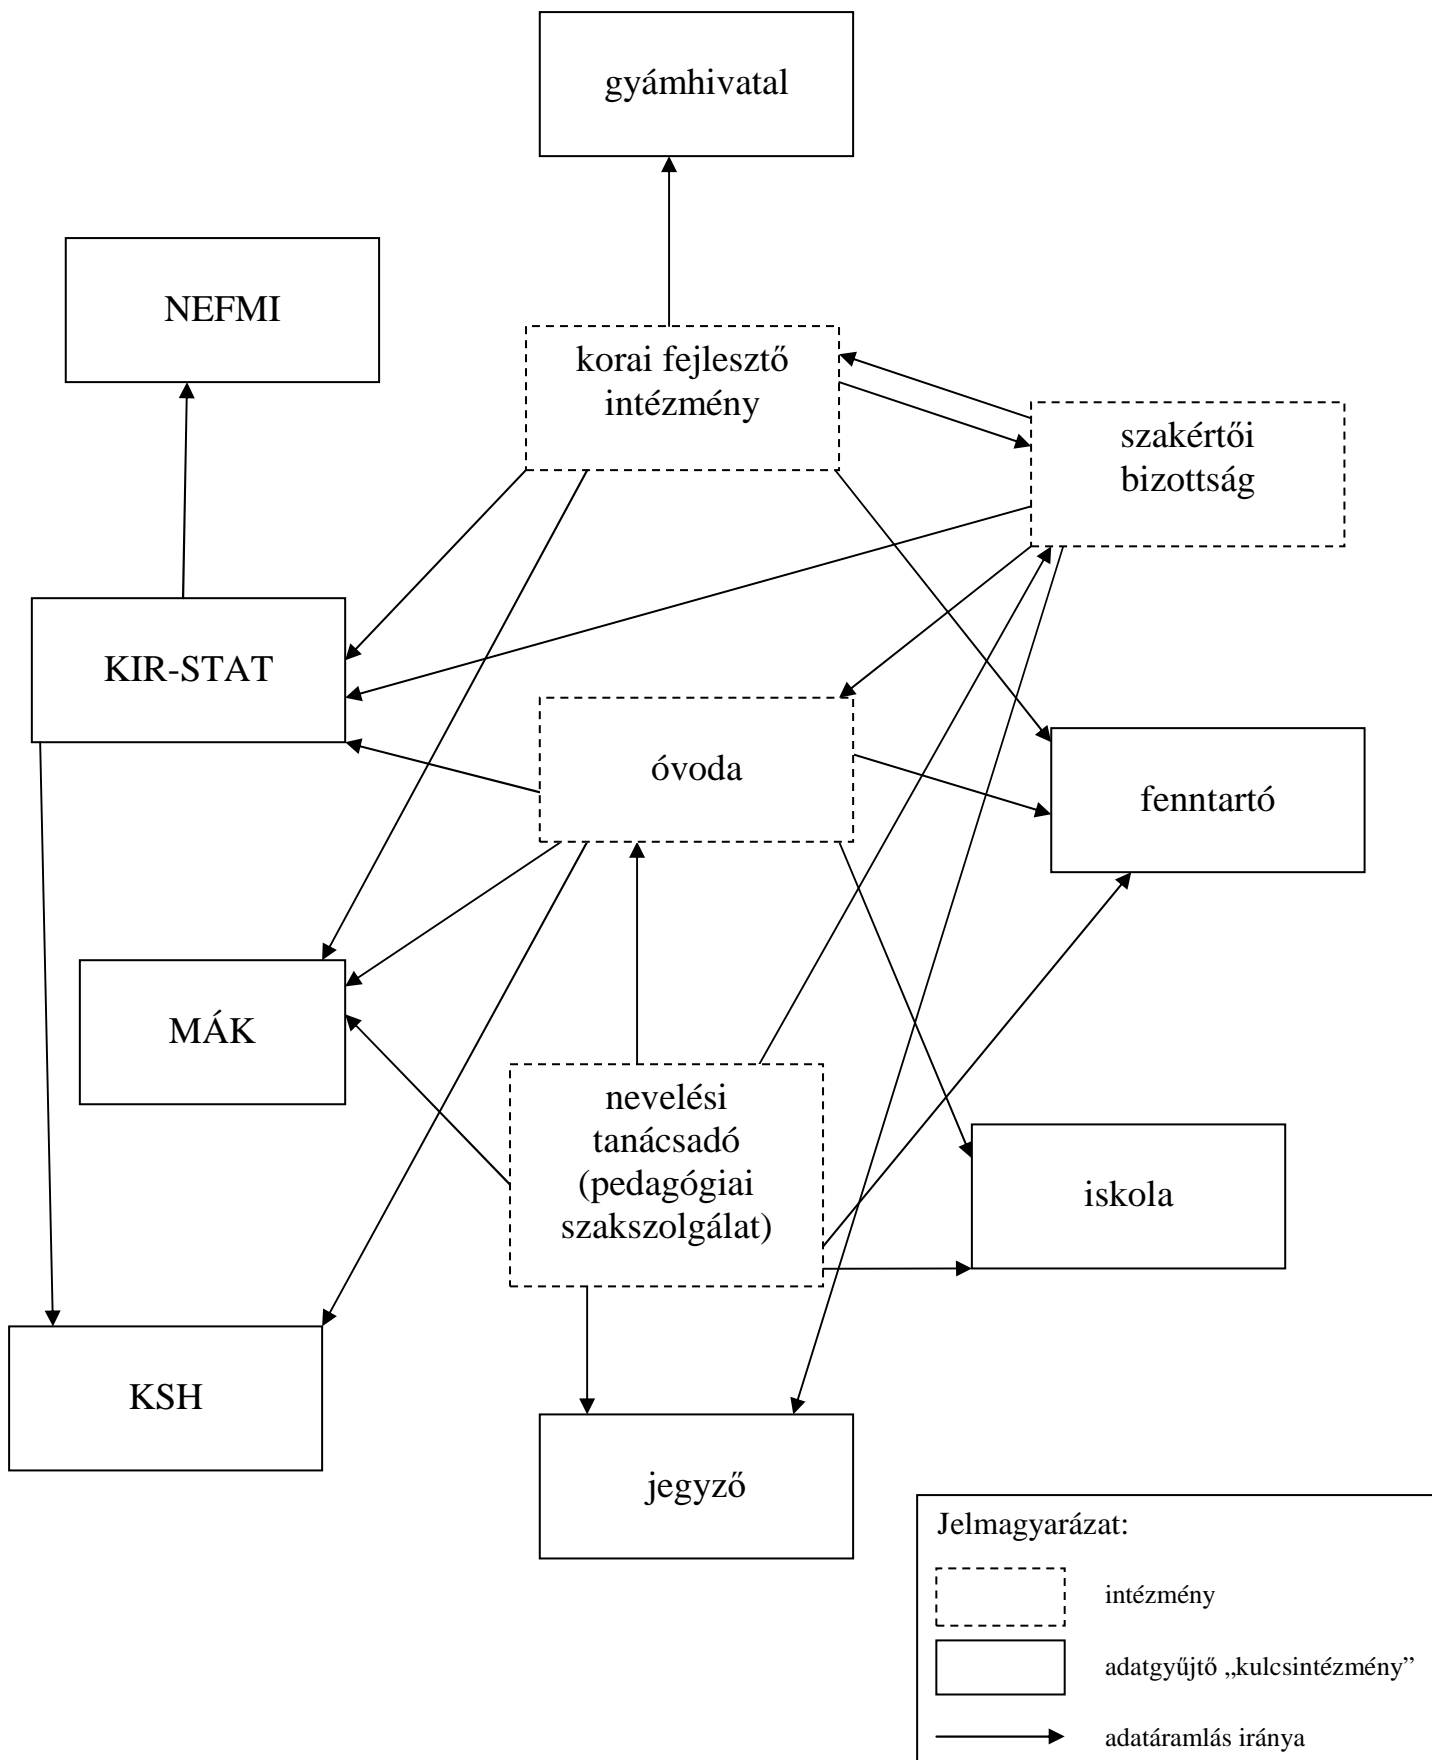 gyámhivatal
NEFMI
korai fejlesztő
intézmény
szakértői
bizottság
KIR-STAT
óvoda
fenntartó
MÁK
nevelési
tanácsadó
(pedagógiai
szakszolgálat)
iskola
KSH
jegyző
Jelmagyarázat:
intézmény
adatgyűjtő „kulcsintézmény”
adatáramlás iránya